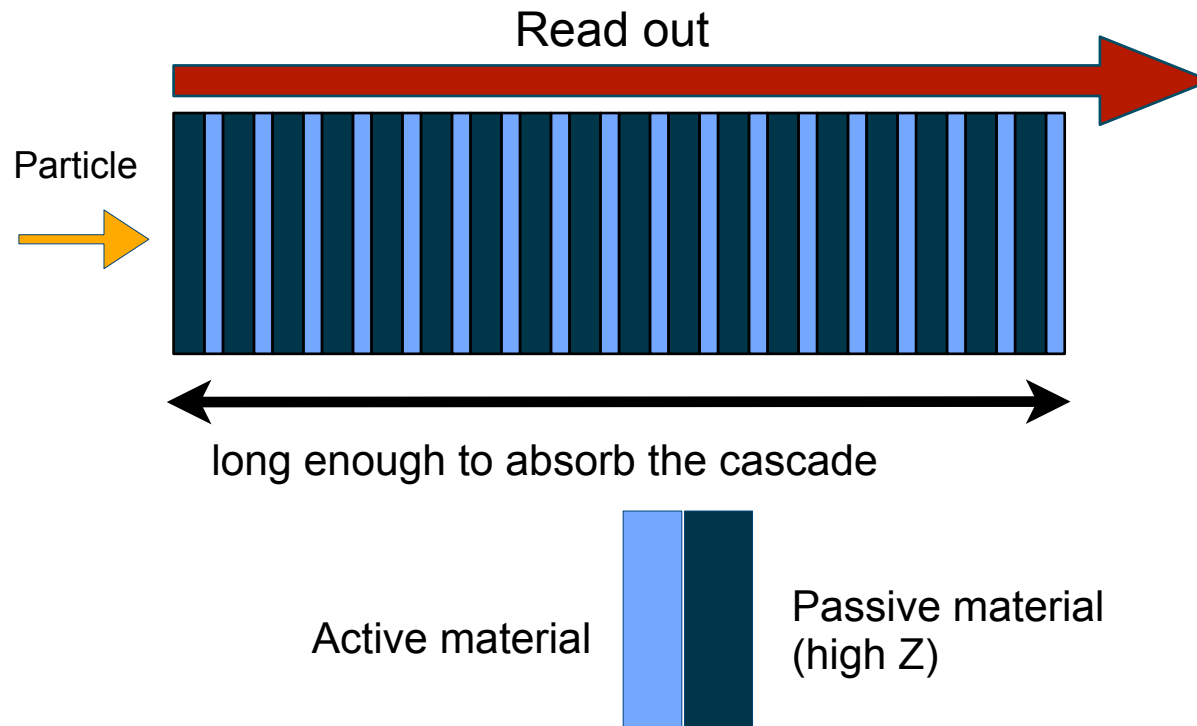 Read out
Particle
long enough to absorb the cascade
Active material
Passive material
(high Z)